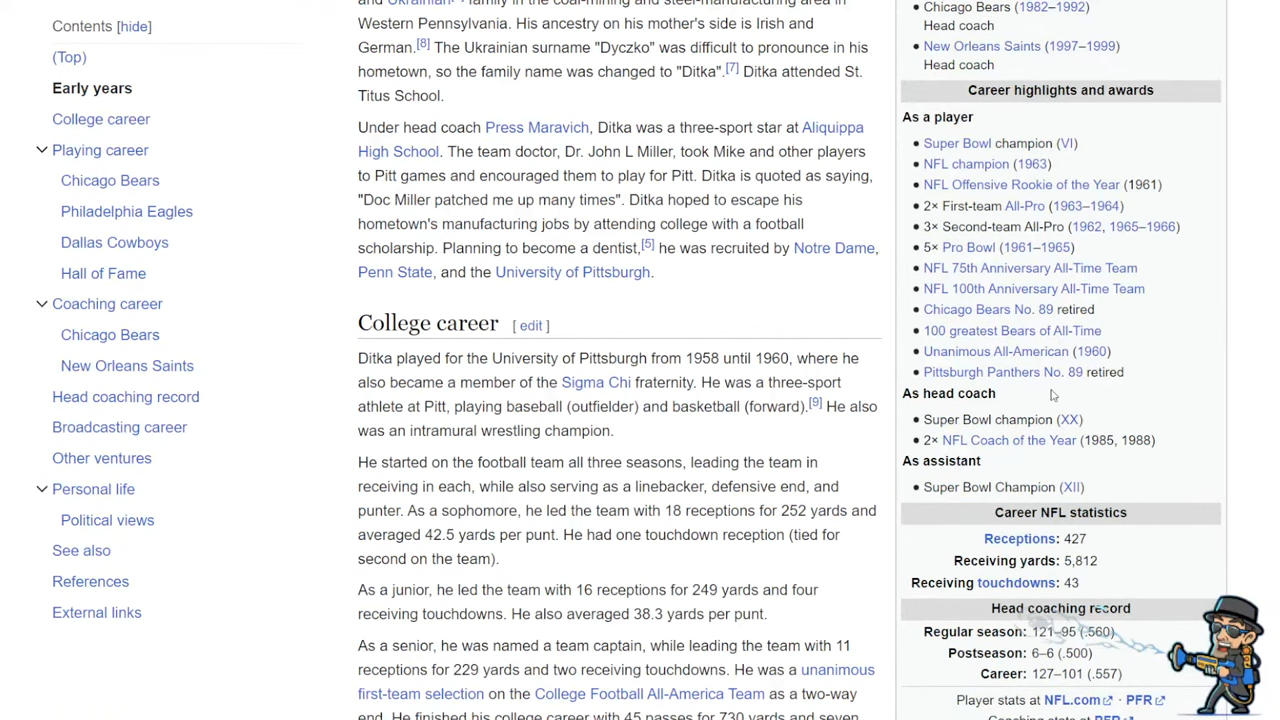 Contents [hide]
(Top)
Early years
College career
Playing career
Chicago Bears
Philadelphia Eagles
Dallas Cowboys
Hall of Fame
Coaching career
Chicago Bears
New Orleans Saints
Head coaching record
Broadcasting career
Other ventures
Personal life
Political views
See also
References
External links
and Ukrainian family in the coal-mining and steel-manufacturing area in
Western Pennsylvania. His ancestry on his mother's side is Irish and
German.[8] The Ukrainian surname "Dyczko" was difficult to pronounce in his
hometown, so the family name was changed to "Ditka".[7] Ditka attended St.
Titus School.
Under head coach Press Maravich, Ditka was a three-sport star at Aliquippa
High School. The team doctor, Dr. John L Miller, took Mike and other players
to Pitt games and encouraged them to play for Pitt. Ditka is quoted as saying,
"Doc Miller patched me up many times". Ditka hoped to escape his
hometown's manufacturing jobs by attending college with a football
scholarship. Planning to become a dentist,[5] he was recruited by Notre Dame,
Penn State, and the University of Pittsburgh.
College career [ edit ]
Ditka played for the University of Pittsburgh from 1958 until 1960, where he
also became a member of the Sigma Chi fraternity. He was a three-sport
athlete at Pitt, playing baseball (outfielder) and basketball (forward).[9] He also
was an intramural wrestling champion.
He started on the football team all three seasons, leading the team in
receiving in each, while also serving as a linebacker, defensive end, and
punter. As a sophomore, he led the team with 18 receptions for 252 yards and
averaged 42.5 yards per punt. He had one touchdown reception (tied for
second on the team).
As a junior, he led the team with 16 receptions for 249 yards and four
receiving touchdowns. He also averaged 38.3 yards per punt.
As a senior, he was named a team captain, while leading the team with 11
receptions for 229 yards and two receiving touchdowns. He was a unanimous
first-team selection on the College Football All-America Team as a two-way
end. He finished his college career with 45 passes for 730 yards and seven
• Chicago Bears (1982–1992)
Head coach
• New Orleans Saints (1997–1999)
Head coach
Career highlights and awards
As a player
• Super Bowl champion (VI)
• NFL champion (1963)
• NFL Offensive Rookie of the Year (1961)
• 2× First-team All-Pro (1963–1964)
• 3× Second-team All-Pro (1962, 1965–1966)
• 5× Pro Bowl (1961–1965)
• NFL 75th Anniversary All-Time Team
• NFL 100th Anniversary All-Time Team
• Chicago Bears No. 89 retired
• 100 greatest Bears of All-Time
• Unanimous All-American (1960)
• Pittsburgh Panthers No. 89 retired
As head coach
• Super Bowl champion (XX)
• 2× NFL Coach of the Year (1985, 1988)
As assistant
• Super Bowl Champion (XII)
Career NFL statistics
Receptions: 427
Receiving yards: 5,812
Receiving touchdowns: 43
Head coaching record
Regular season: 121–95 (.560)
Postseason: 6–6 (.500)
Career: 127–101 (.557)
Player stats at NFL.com · PFR
Coaching stats at PFR